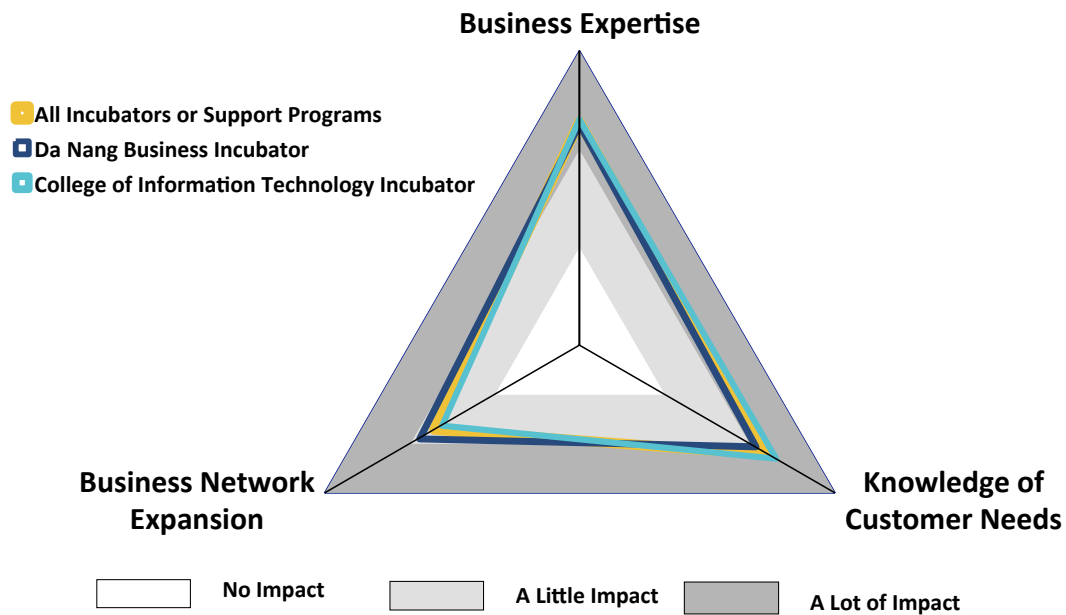 Business Expertise
All Incubators or Support Programs
Da Nang Business Incubator
College of Information Technology Incubator
Business Network
Expansion
Knowledge of
Customer Needs
No Impact
A Little Impact
A Lot of Impact